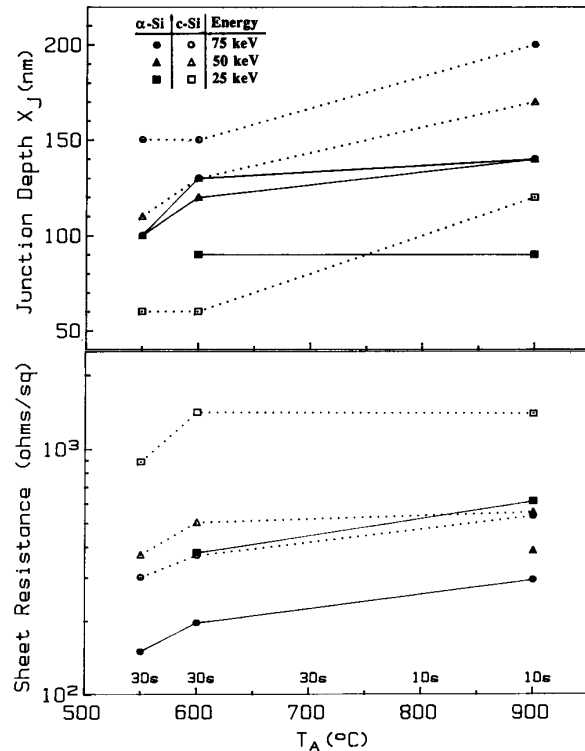 α-Si c-Si Energy
75 keV
50 keV
25 keV
Junction Depth XJ (nm)
200
150
100
50
Sheet Resistance (ohms/sq)
10³
10²
30s 30s 30s 10s 10s
500 600 700 800 900
TA (°C)